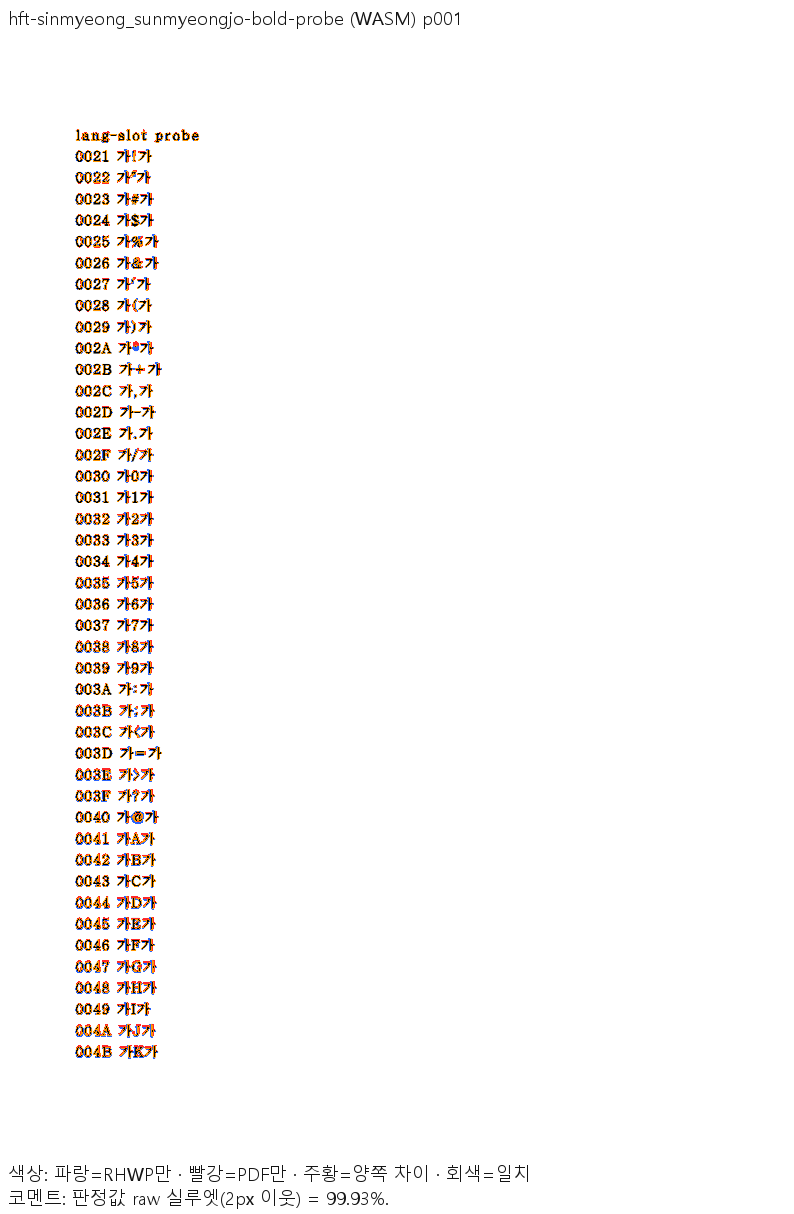 hft-sinmyeong_sunmyeongjo-bold-probe (WASM) p001
lang-slot probe
0021 가!가
0022 가"가
0023 가#가
0024 가$가
0025 가%가
0026 가&가
0027 가'가
0028 가(가
0029 가)가
002A 가*가
002B 가+가
002C 가,가
002D 가-가
002E 가.가
002F 가/가
0030 가0가
0031 가1가
0032 가2가
0033 가3가
0034 가4가
0035 가5가
0036 가6가
0037 가7가
0038 가8가
0039 가9가
003A 가:가
003B 가;가
003C 가<가
003D 가=가
003E 가>가
003F 가?가
0040 가@가
0041 가A가
0042 가B가
0043 가C가
0044 가D가
0045 가E가
0046 가F가
0047 가G가
0048 가H가
0049 가I가
004A 가J가
004B 가K가
색상: 파랑=RHWP만 · 빨강=PDF만 · 주황=양쪽 차이 · 회색=일치
코멘트: 판정값 raw 실루엣(2px 이웃) = 99.93%.